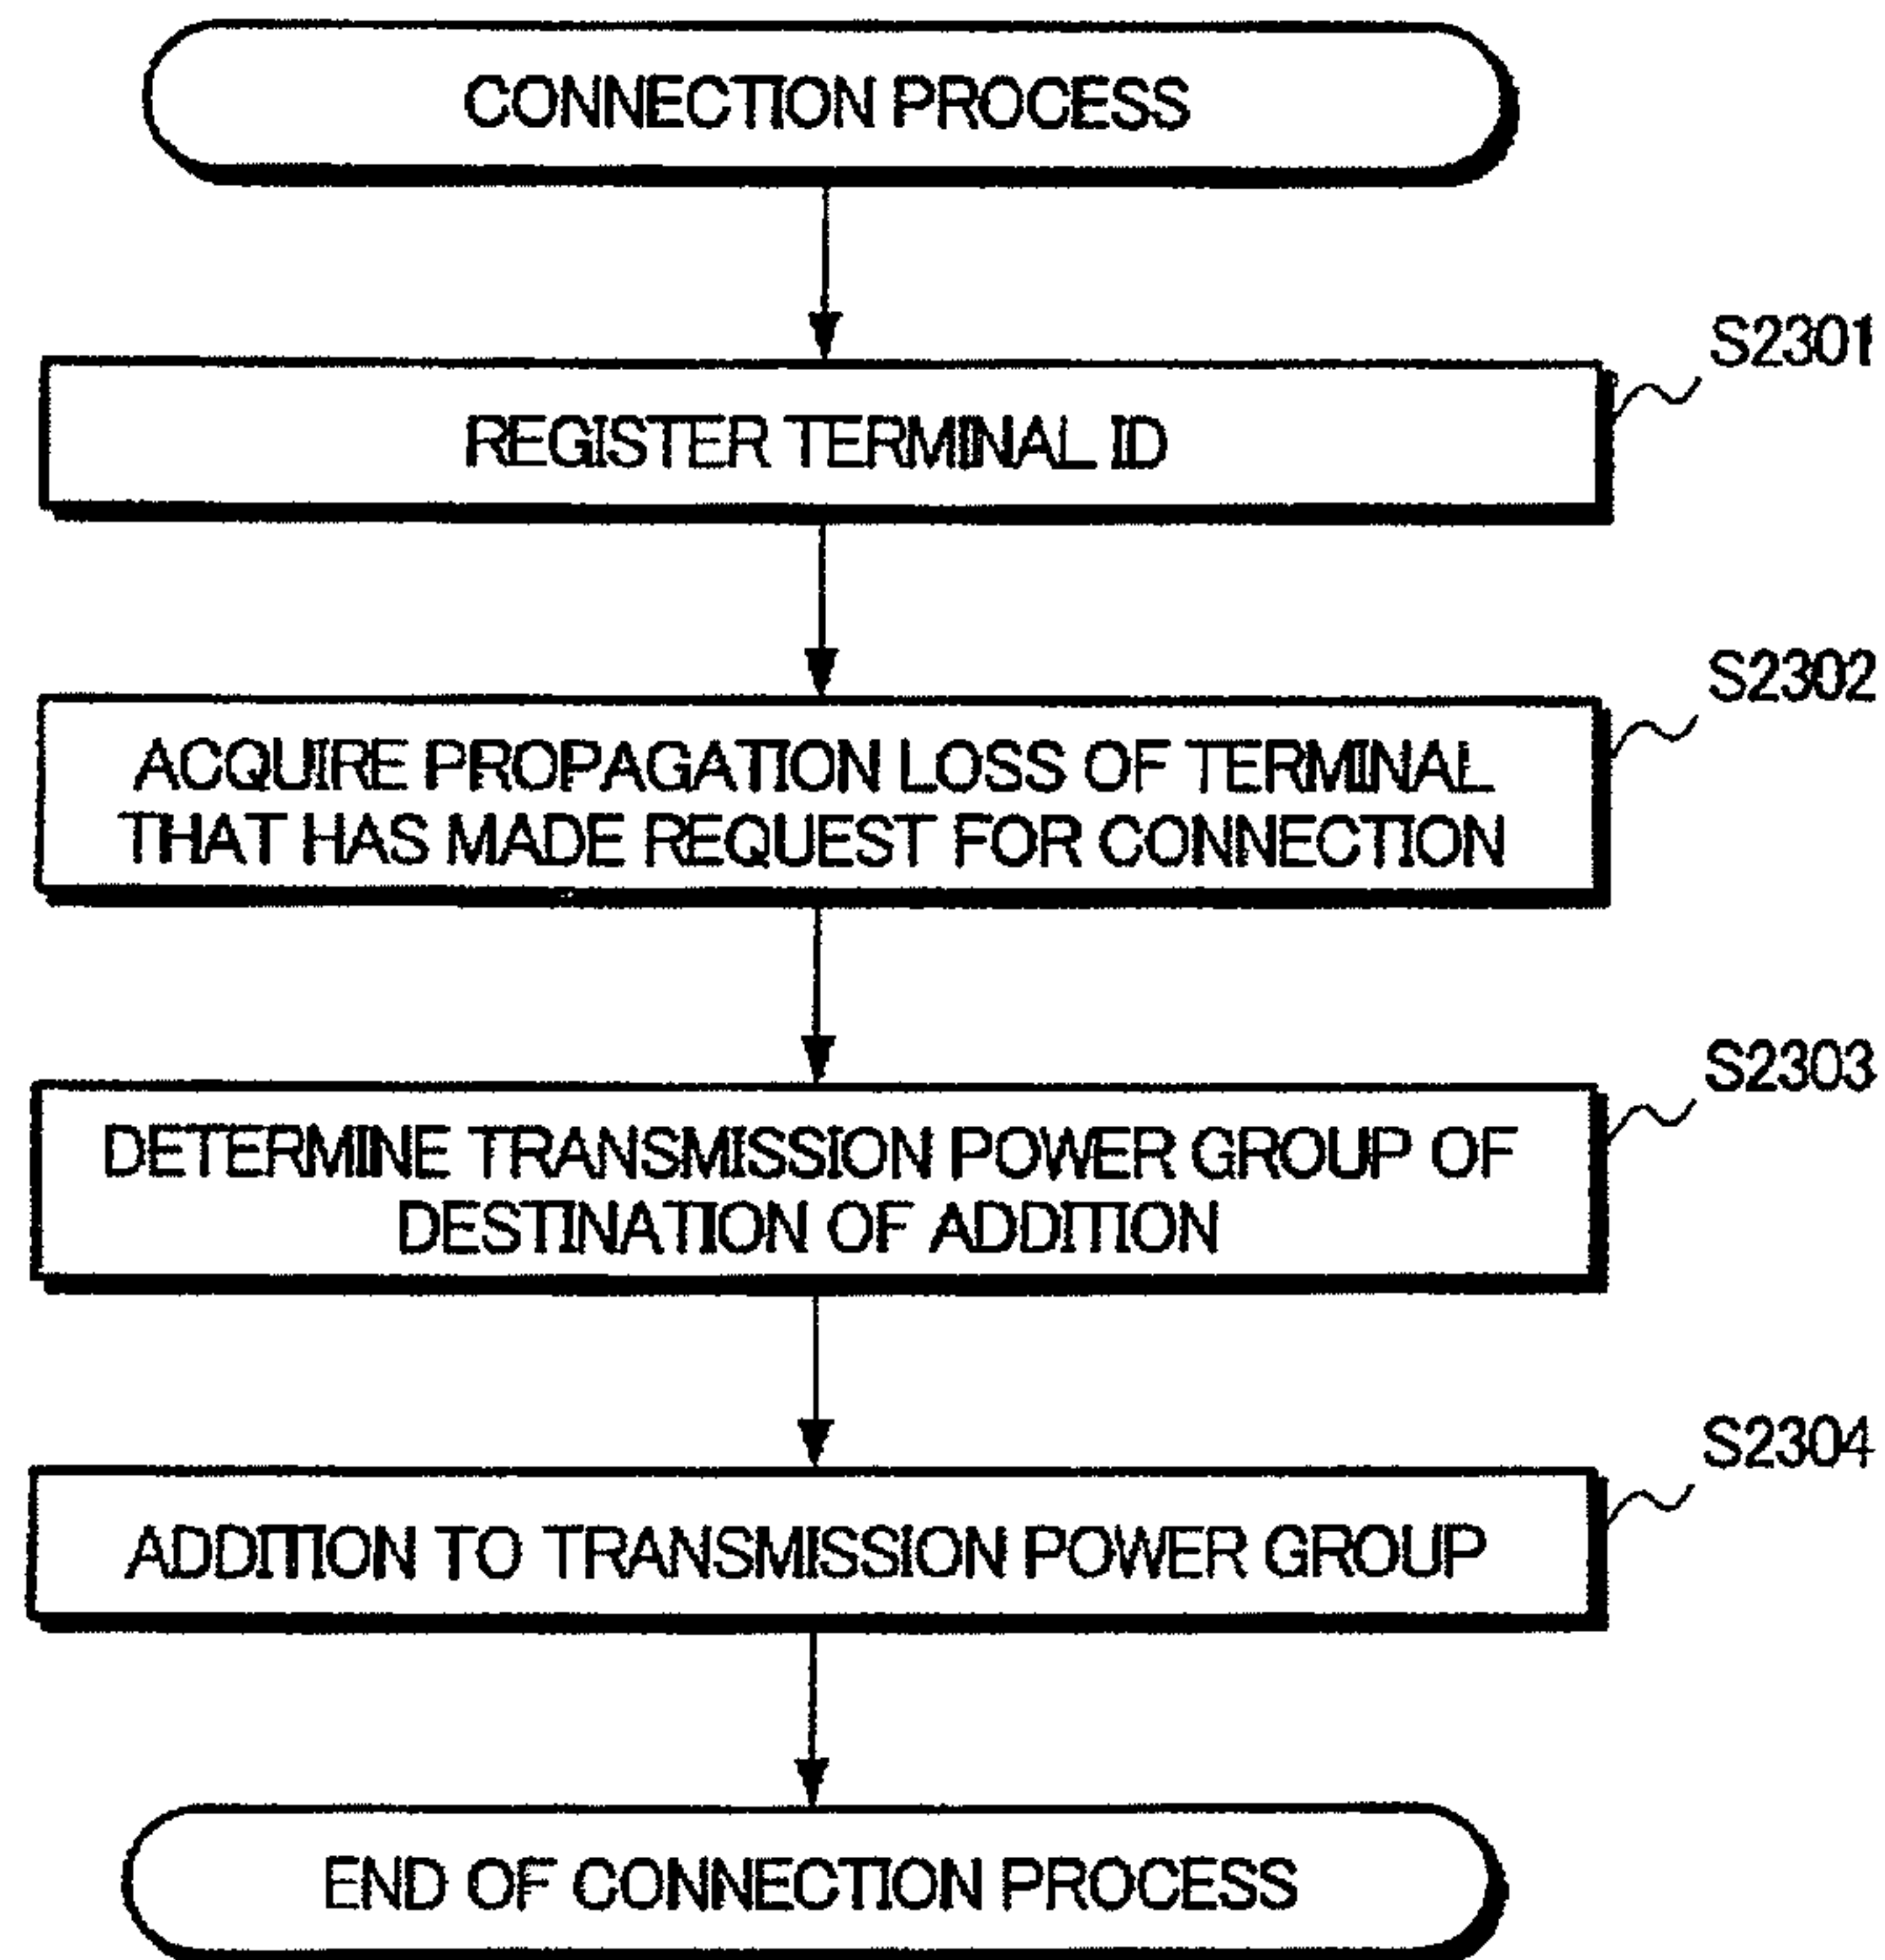 CONNECTION PROCESS
S2301
REGISTER TERMINAL ID
S2302
ACQUIRE PROPAGATION LOSS OF TERMINAL
THAT HAS MADE REQUEST FOR CONNECTION
S2303
DETERMINE TRANSMISSION POWER GROUP OF
DESTINATION OF ADDITION
S2304
ADDITION TO TRANSMISSION POWER GROUP
END OF CONNECTION PROCESS